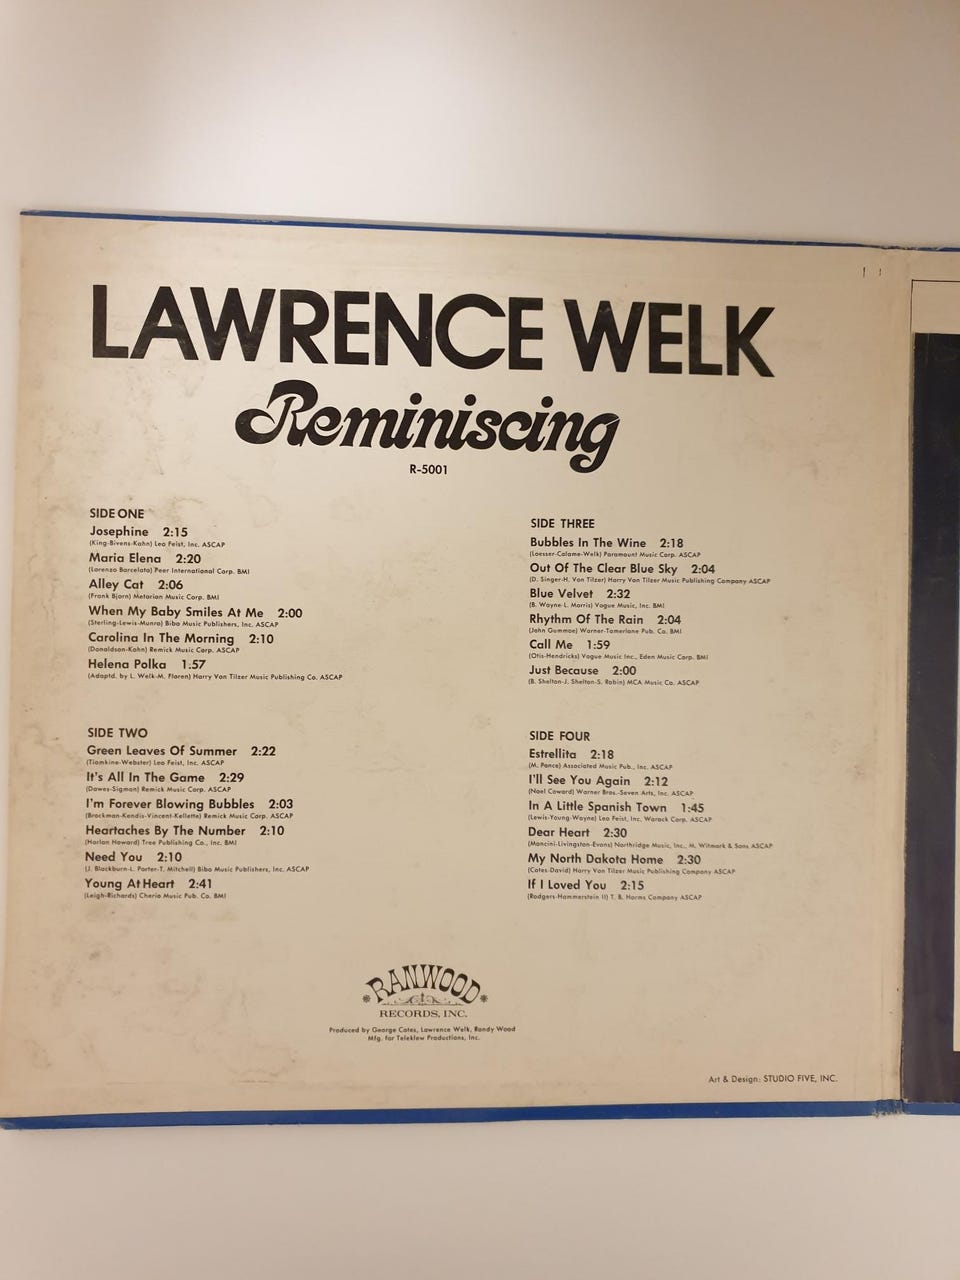 LAWRENCE WELK
Reminiscing
R-5001
SIDE ONE
Josephine 2:15
(King-Bivens-Kahn) Leo Feist, Inc. ASCAP
Maria Elena 2:20
(Lorenzo Barcelata) Peer International Corp. BMI
Alley Cat 2:06
(Frank Bjorn) Metorion Music Corp. BMI
When My Baby Smiles At Me 2:00
(Sterling-Lewis-Munro) Bibo Music Publishers, Inc. ASCAP
Carolina In The Morning 2:10
(Donaldson-Kahn) Remick Music Corp. ASCAP
Helena Polka 1:57
(Adaptd. by L. Welk-M. Floren) Harry Von Tilzer Music Publishing Co. ASCAP
SIDE TWO
Green Leaves Of Summer 2:22
(Tiomkine-Webster) Leo Feist, Inc. ASCAP
It's All In The Game 2:29
(Dawes-Sigman) Remick Music Corp. ASCAP
I'm Forever Blowing Bubbles 2:03
(Brockman-Kendis-Vincent-Kellette) Remick Music Corp. ASCAP
Heartaches By The Number 2:10
(Harlan Howard) Tree Publishing Co., Inc. BMI
Need You 2:10
(J. Blackburn-L. Porter-T. Mitchell) Bibo Music Publishers, Inc. ASCAP
Young At Heart 2:41
(Leigh-Richards) Cherio Music Pub. Co. BMI
SIDE THREE
Bubbles In The Wine 2:18
(Loesser-Calame-Welk) Paramount Music Corp. ASCAP
Out Of The Clear Blue Sky 2:04
(D. Singer-H. Von Tilzer) Harry Von Tilzer Music Publishing Company ASCAP
Blue Velvet 2:32
(B. Wayne-L. Morris) Vogue Music, Inc. BMI
Rhythm Of The Rain 2:04
(John Gummoe) Warner-Tamerlane Pub. Co. BMI
Call Me 1:59
(Otis-Hendricks) Vogue Music Inc., Eden Music Corp. BMI
Just Because 2:00
(B. Shelton-J. Shelton-S. Robin) MCA Music Co. ASCAP
SIDE FOUR
Estrellita 2:18
(M. Ponce) Associated Music Pub., Inc. ASCAP
I'll See You Again 2:12
(Noel Coward) Warner Bros.-Seven Arts, Inc. ASCAP
In A Little Spanish Town 1:45
(Lewis-Young-Wayne) Leo Feist, Inc. Warock Corp. ASCAP
Dear Heart 2:30
(Mancini-Livingston-Evans) Northridge Music, Inc., M. Witmark & Sons ASCAP
My North Dakota Home 2:30
(Cates-David) Harry Von Tilzer Music Publishing Company ASCAP
If I Loved You 2:15
(Rodgers-Hammerstein II) T. B. Harms Company ASCAP
RANWOOD
RECORDS, INC.
Produced by George Cates, Lawrence Welk, Randy Wood
Mfg. for Teleklew Productions, Inc.
Art & Design: STUDIO FIVE, INC.